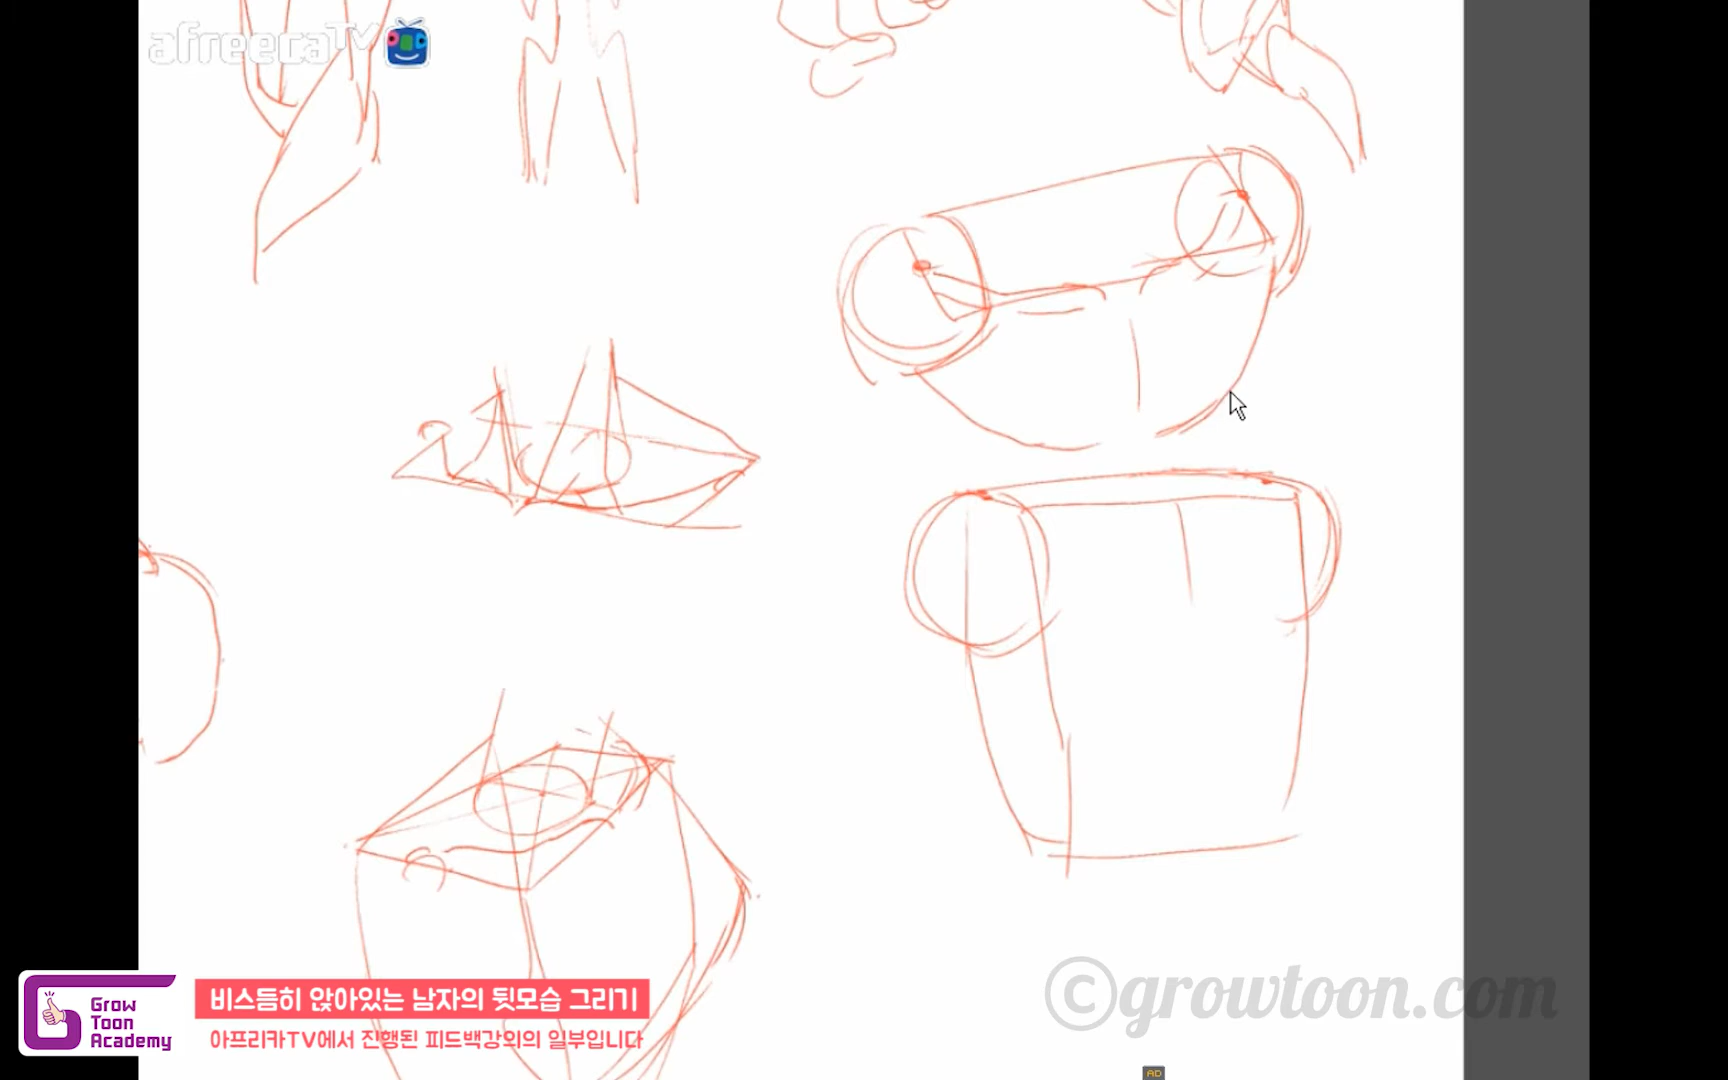 afreecaTV
Grow
Toon
Academy
비스듬히 앉아있는 남자의 뒷모습 그리기
아프리카TV에서 진행된 피드백강의의 일부입니다
©growtoon.com
AD